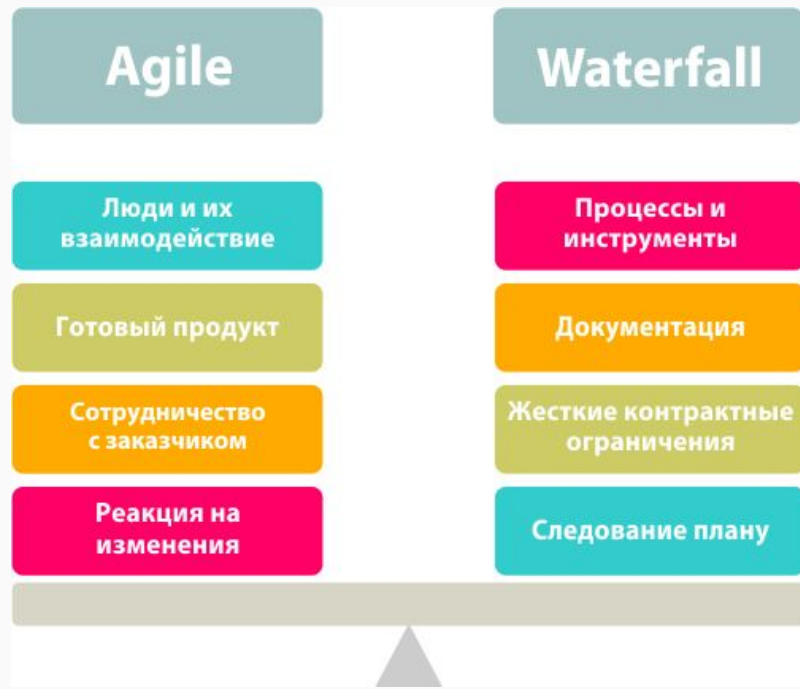 Agile
Waterfall
Люди и их
взаимодействие
Процессы и
инструменты
Готовый продукт
Документация
Сотрудничество
с заказчиком
Жесткие контрактные
ограничения
Реакция на
изменения
Следование плану